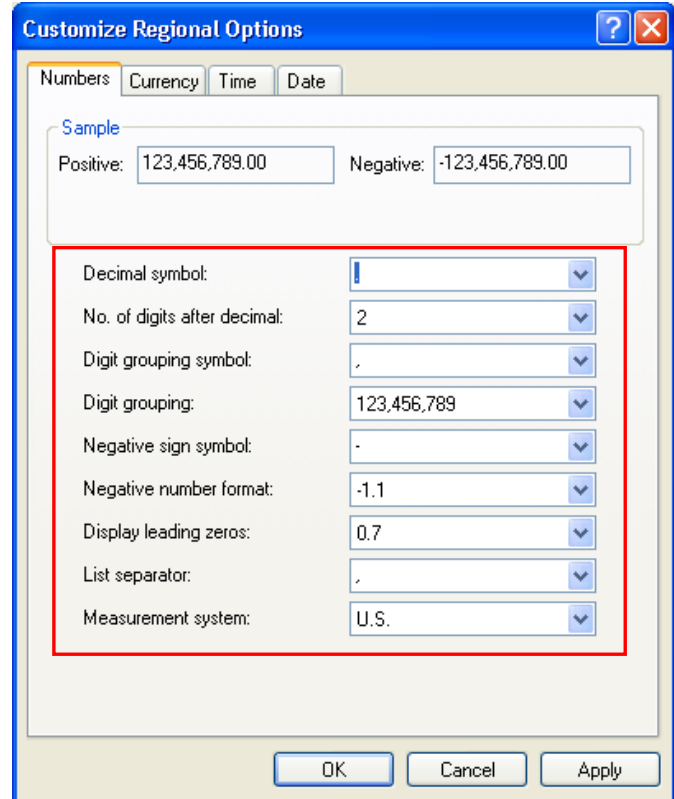 Customize Regional Options
Numbers Currency Time Date
Sample
Positive: 123,456,789.00 Negative: -123,456,789.00
Decimal symbol: .
No. of digits after decimal: 2
Digit grouping symbol: ,
Digit grouping: 123,456,789
Negative sign symbol: -
Negative number format: -1.1
Display leading zeros: 0.7
List separator: ,
Measurement system: U.S.
OK Cancel Apply